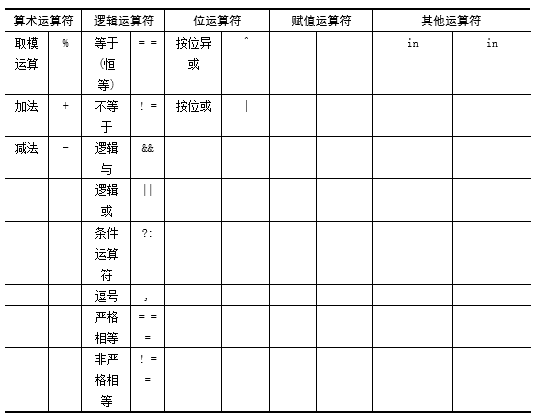 算术运算符 逻辑运算符 位运算符 赋值运算符 其他运算符
取模 % 等于 = = 按位异 ^ in in
运算 (恒 或
等)
加法 + 不等 ! = 按位或 |
于
减法 - 逻辑 &&
与
逻辑 ||
或
条件 ?:
运算
符
逗号 ,
严格 = =
相等 =
非严 ! =
格相 =
等